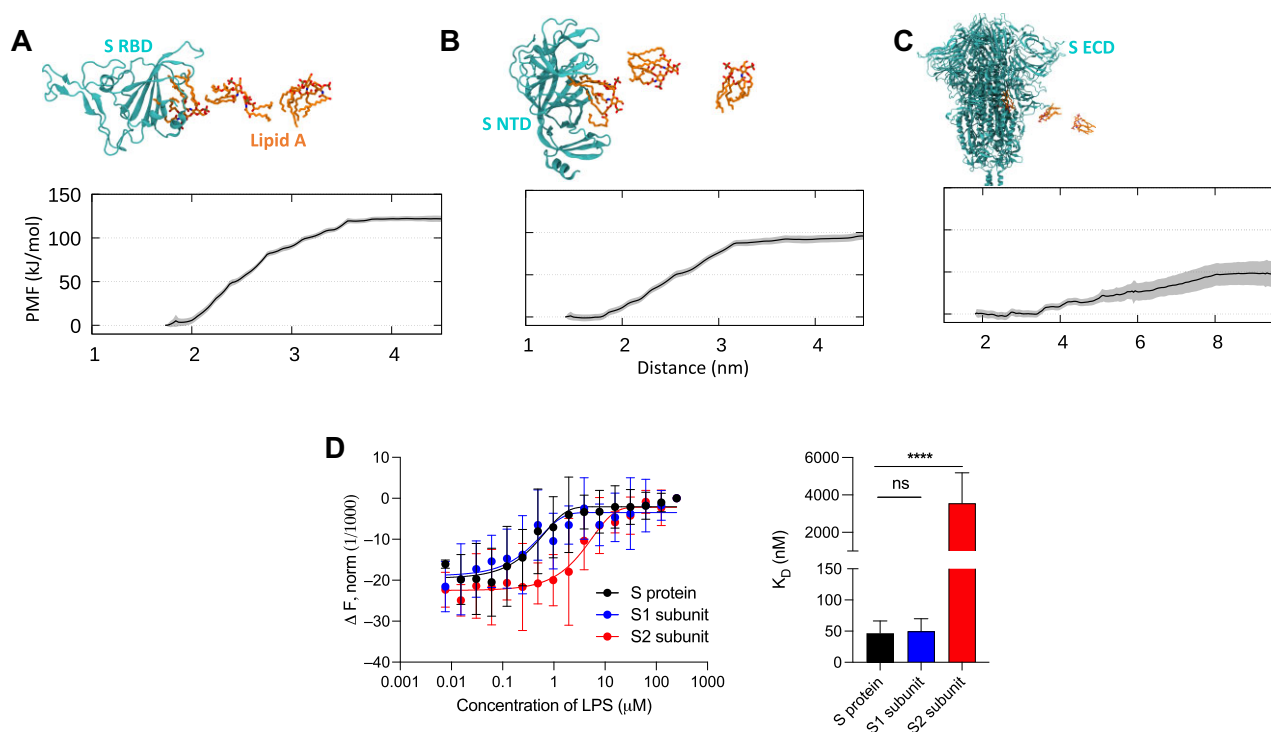 A
B
C
S RBD
Lipid A
S NTD
S ECD
PMF (kJ/mol)
150
100
50
0
1
2
3
4
1
2
3
4
2
4
6
8
Distance (nm)
D
Δ F, norm (1/1000)
10
0
–10
–20
–30
–40
0.001
0.01
0.1
1
10
100
1000
Concentration of LPS (μM)
S protein
S1 subunit
S2 subunit
K_D (nM)
6000
4000
2000
150
100
50
0
****
ns
S protein
S1 subunit
S2 subunit